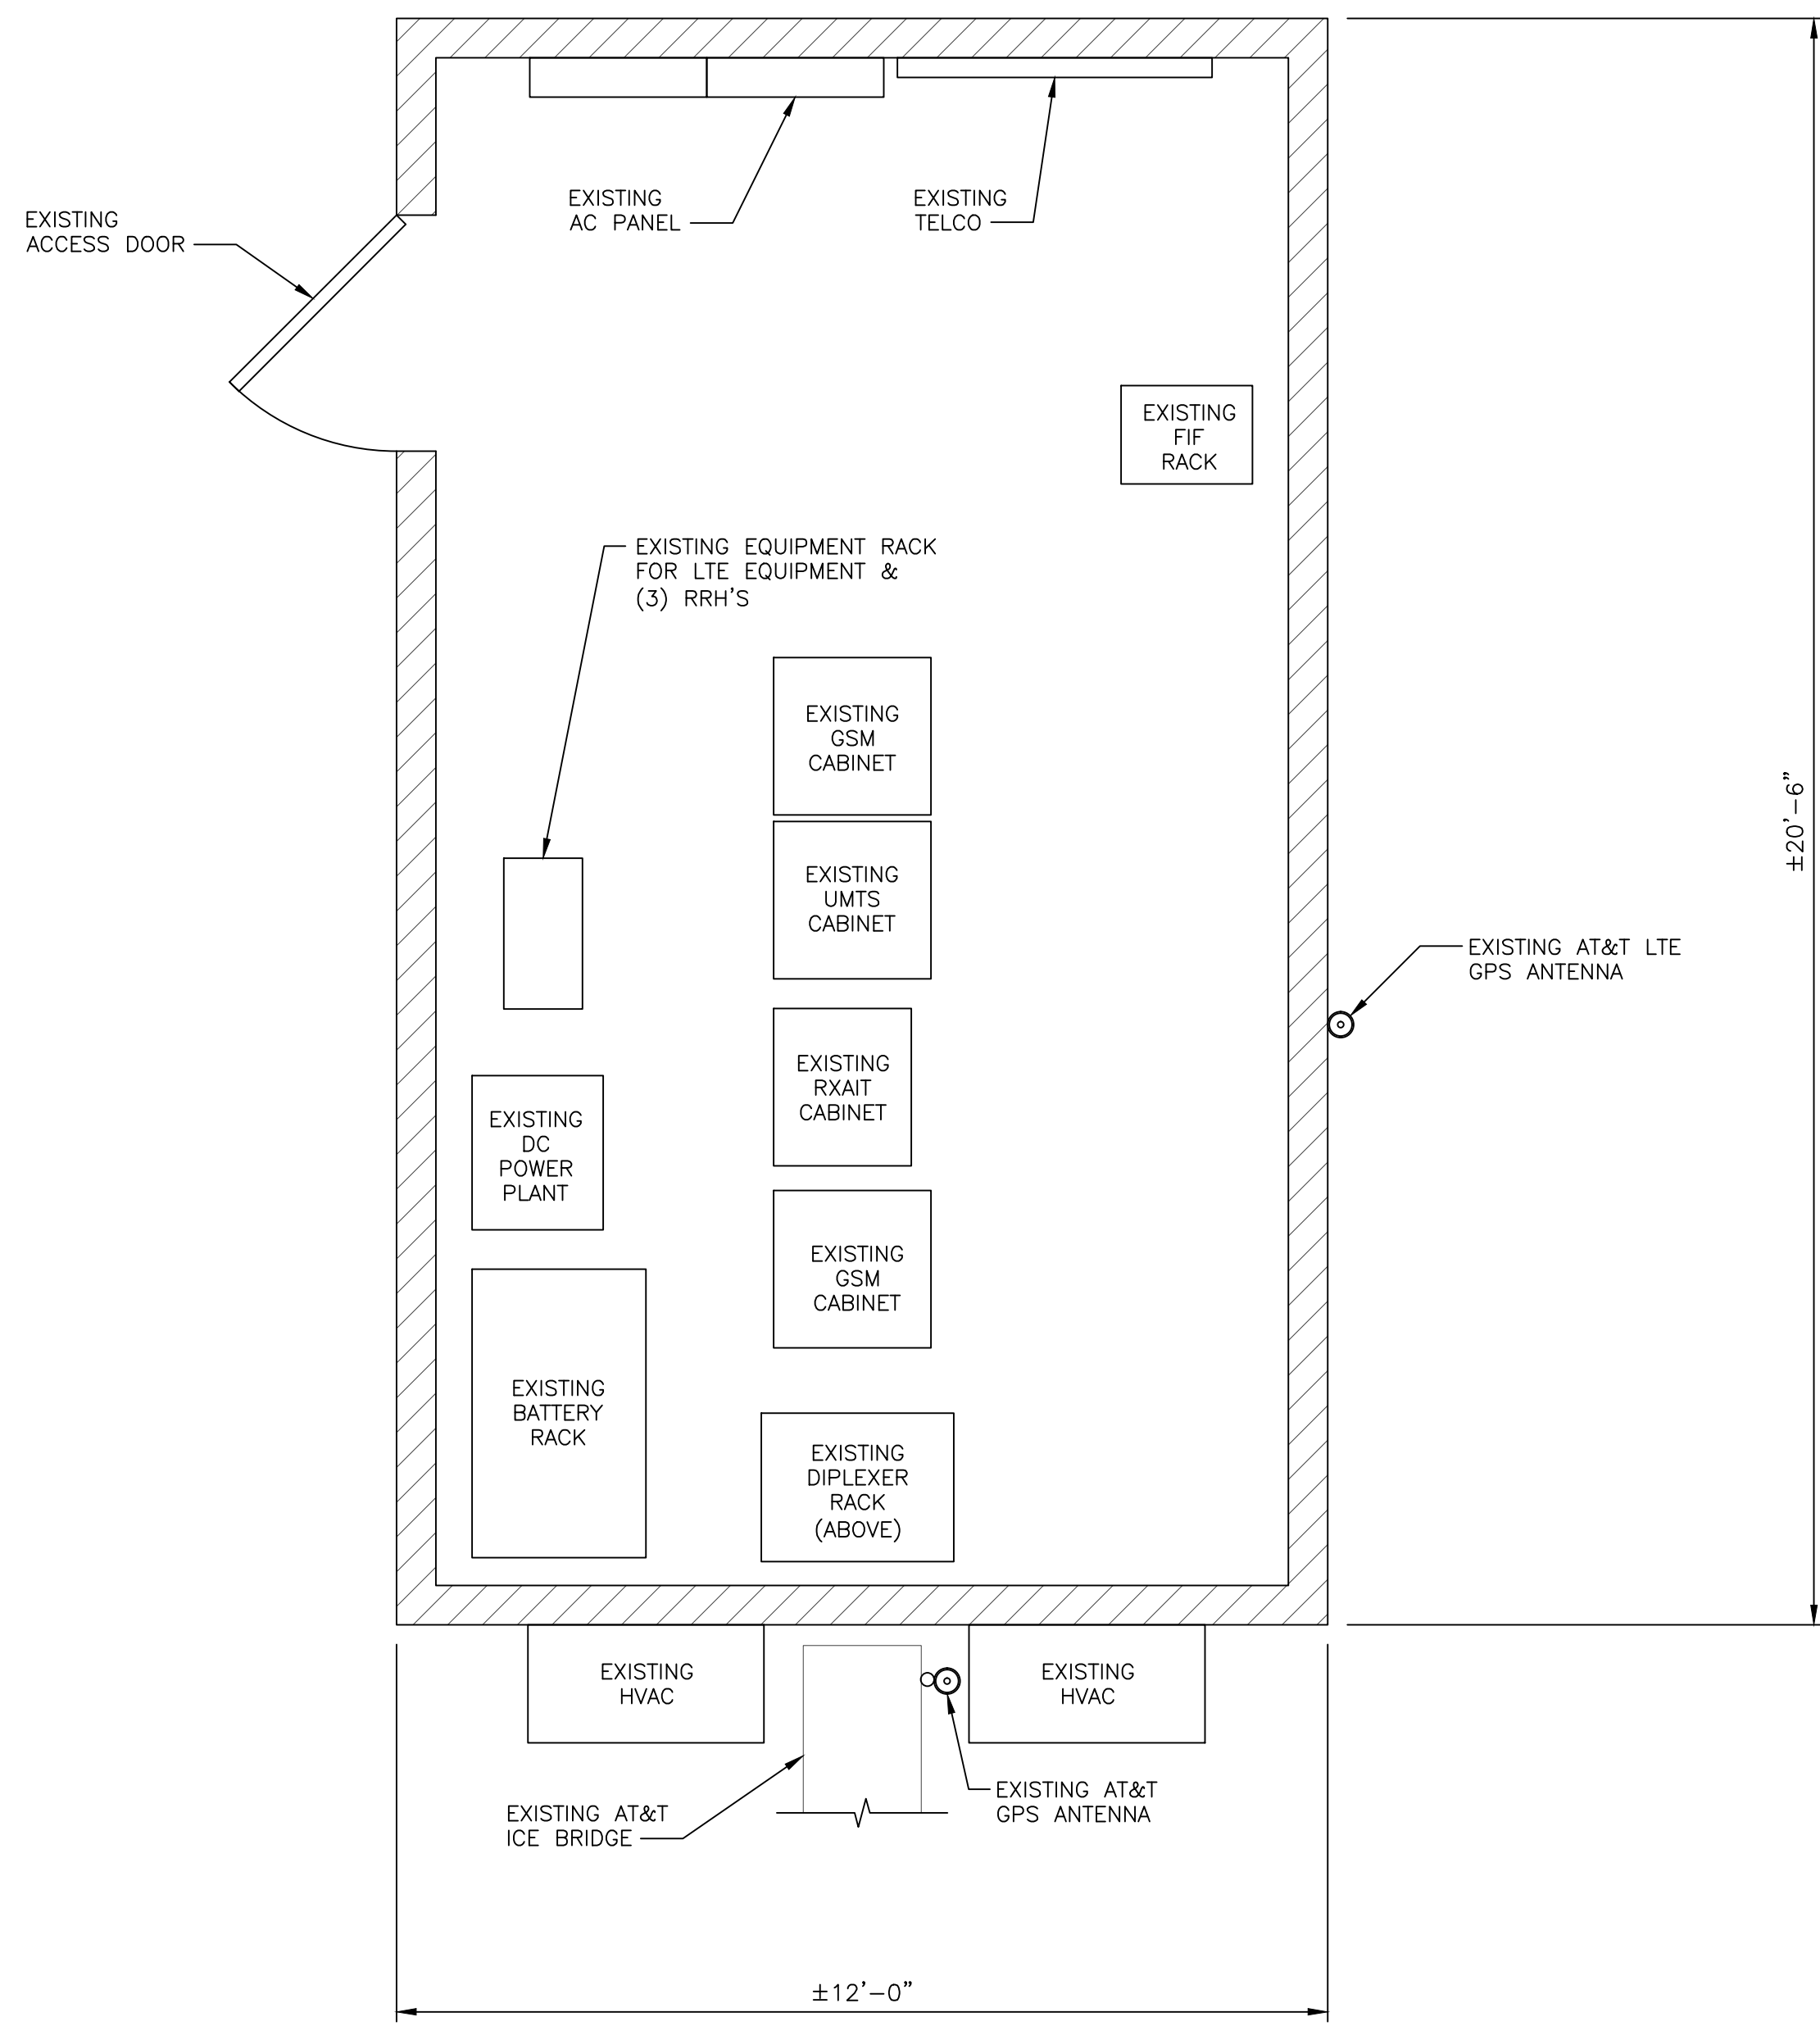 EXISTING
AC PANEL
EXISTING
TELCO
EXISTING
ACCESS DOOR
EXISTING
FIF
RACK
EXISTING EQUIPMENT RACK
FOR LTE EQUIPMENT &
(3) RRH'S
EXISTING
GSM
CABINET
±20'-6"
EXISTING
UMTS
CABINET
EXISTING AT&T LTE
GPS ANTENNA
EXISTING
RXAIT
CABINET
EXISTING
DC
POWER
PLANT
EXISTING
GSM
CABINET
EXISTING
BATTERY
RACK
EXISTING
DIPLEXER
RACK
(ABOVE)
EXISTING
HVAC
EXISTING
HVAC
EXISTING AT&T
GPS ANTENNA
EXISTING AT&T
ICE BRIDGE
±12'-0"